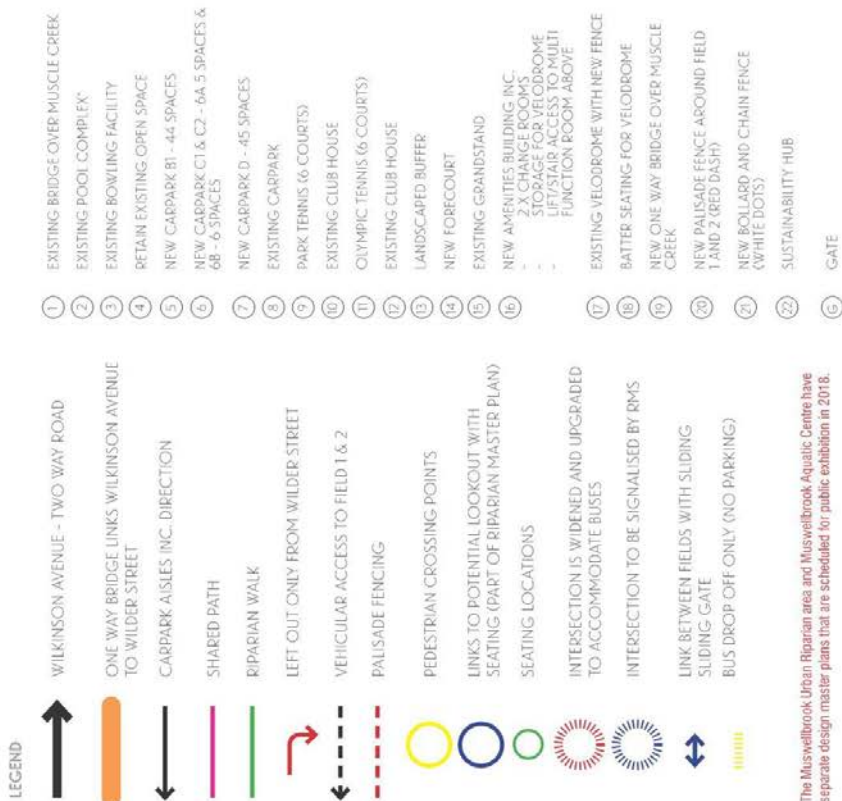 LEGEND
WILKINSON AVENUE - TWO WAY ROAD
ONE WAY BRIDGE LINKS WILKINSON AVENUE
TO WILDER STREET
CARPARK AISLES INC. DIRECTION
SHARED PATH
RIPARIAN WALK
LEFT OUT ONLY FROM WILDER STREET
VEHICULAR ACCESS TO FIELD 1 & 2
PALISADE FENCING
PEDESTRIAN CROSSING POINTS
LINKS TO POTENTIAL LOOKOUT WITH
SEATING (PART OF RIPARIAN MASTER PLAN)
SEATING LOCATIONS
INTERSECTION IS WIDENED AND UPGRADED
TO ACCOMMODATE BUSES
INTERSECTION TO BE SIGNALISED BY RMS
LINK BETWEEN FIELDS WITH SLIDING
SLIDING GATE
BUS DROP OFF ONLY (NO PARKING)
The Muswellbrook Urban Riparian area and Muswellbrook Aquatic Centre have
separate design master plans that are scheduled for public exhibition in 2018.
1 EXISTING BRIDGE OVER MUSCLE CREEK
2 EXISTING POOL COMPLEX*
3 EXISTING BOWLING FACILITY
4 RETAIN EXISTING OPEN SPACE
5 NEW CARPARK B1 - 44 SPACES
6 NEW CARPARK C1 & C2 - 6A 5 SPACES &
6B - 6 SPACES
7 NEW CARPARK D - 45 SPACES
8 EXISTING CARPARK
9 PARK TENNIS (6 COURTS)
10 EXISTING CLUB HOUSE
11 OLYMPIC TENNIS (6 COURTS)
12 EXISTING CLUB HOUSE
13 LANDSCAPED BUFFER
14 NEW FORECOURT
15 EXISTING GRANDSTAND
16 NEW AMENITIES BUILDING INC.
- 2 X CHANGE ROOMS
- STORAGE FOR VELODROME
- LIFT/STAIR ACCESS TO MULTI
FUNCTION ROOM ABOVE
17 EXISTING VELODROME WITH NEW FENCE
18 BATTER SEATING FOR VELODROME
19 NEW ONE WAY BRIDGE OVER MUSCLE
CREEK
20 NEW PALISADE FENCE AROUND FIELD
1 AND 2 (RED DASH)
21 NEW BOLLARD AND CHAIN FENCE
(WHITE DOTS)
22 SUSTAINABILITY HUB
G GATE